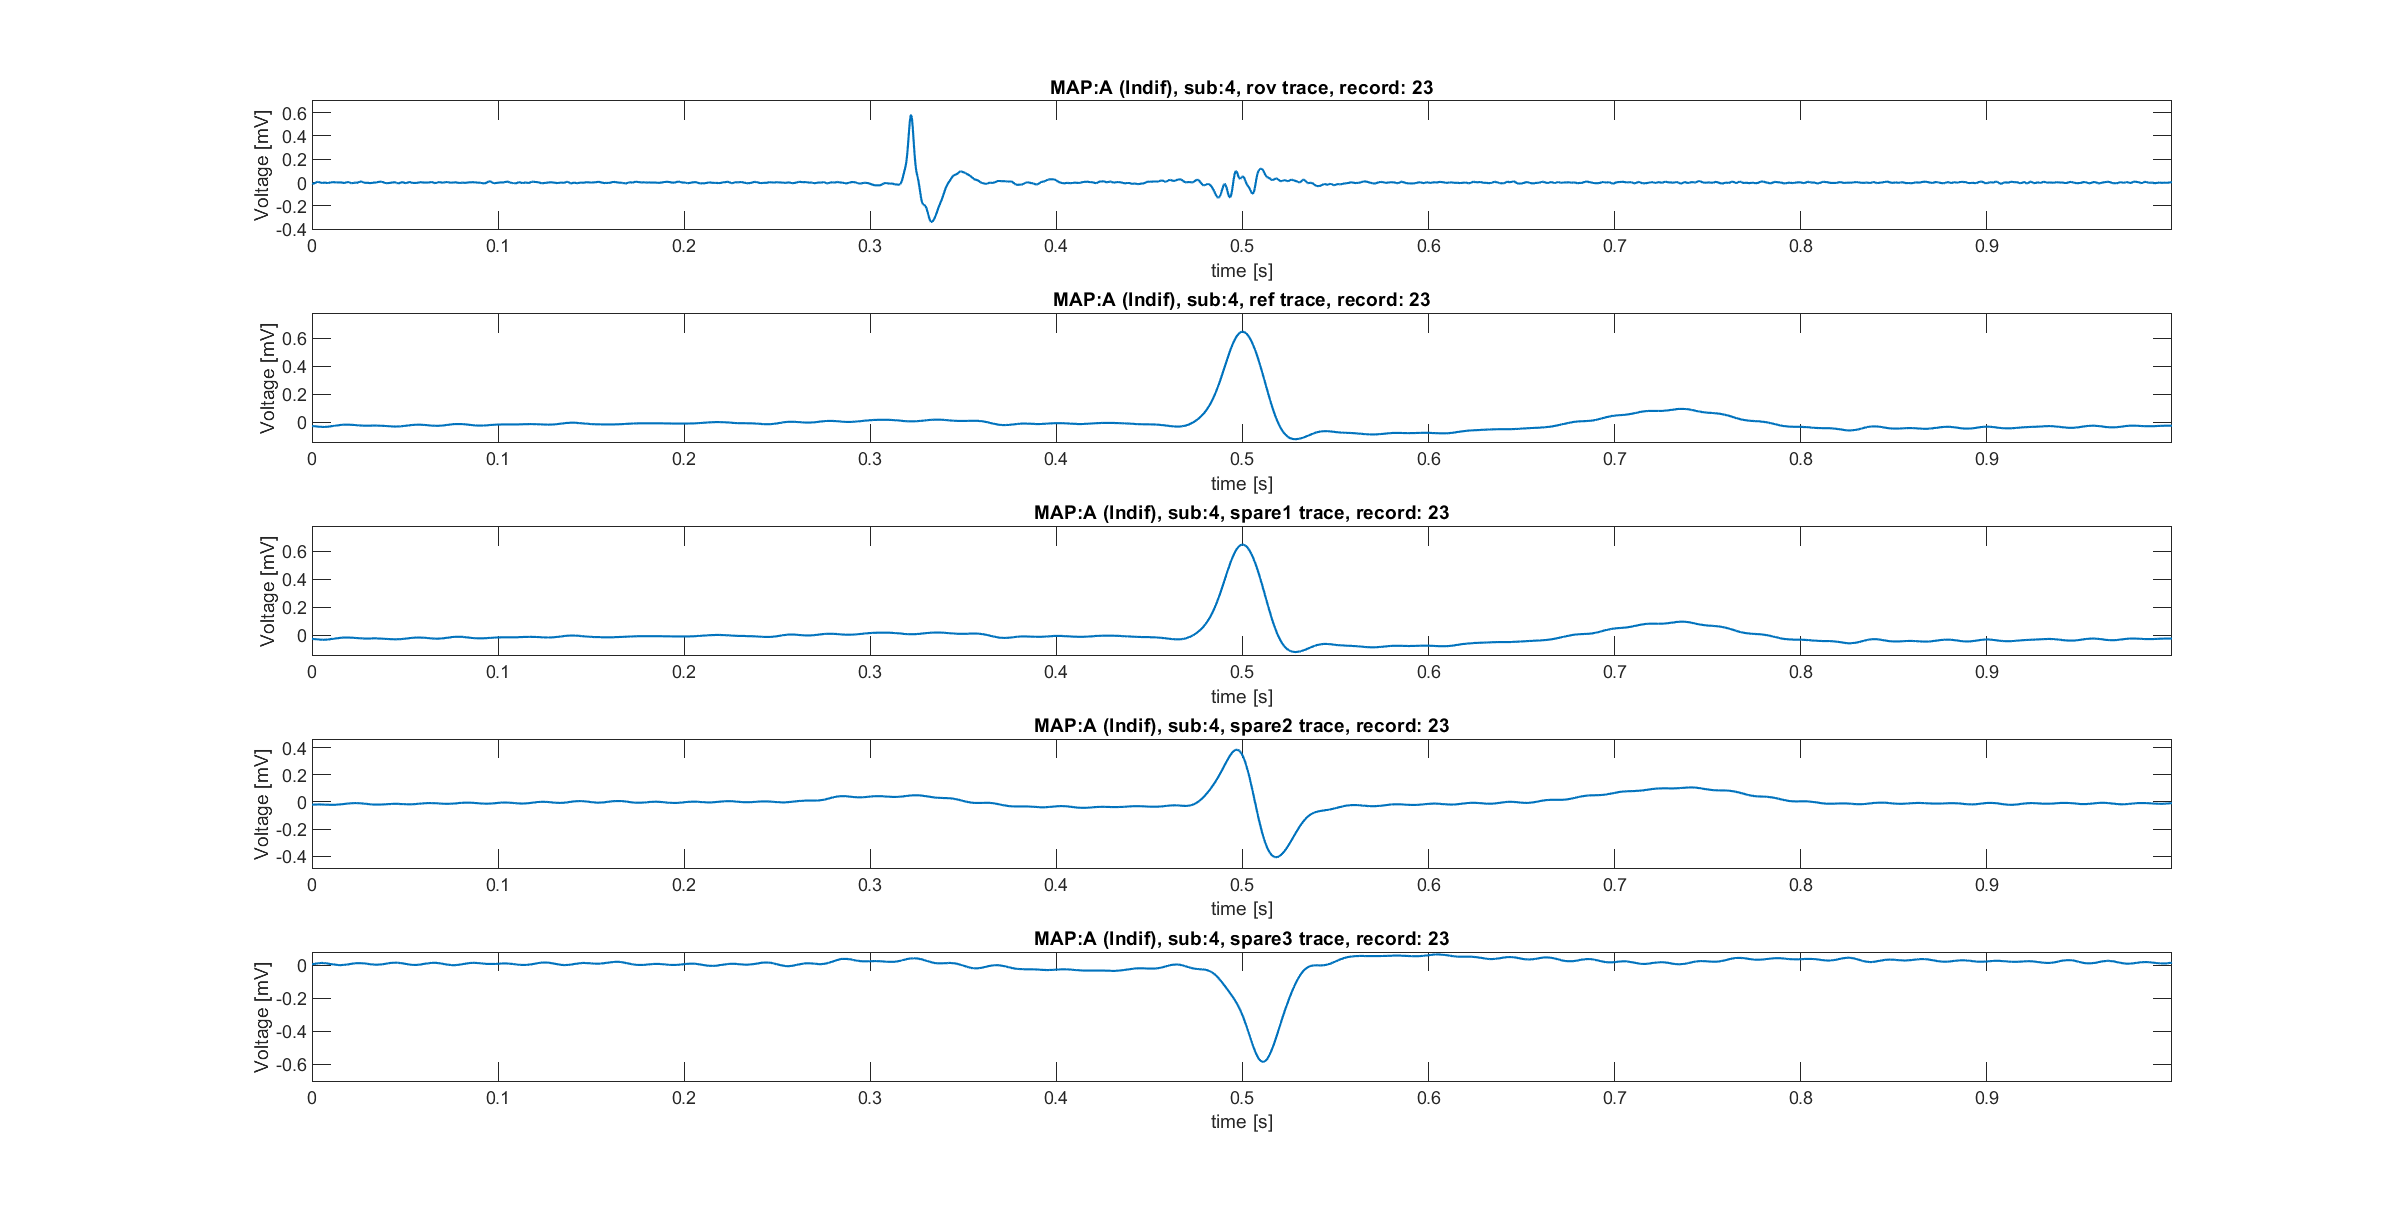 MAP:A (Indif), sub:4, rov trace, record: 23
Voltage [mV]
0.6
0.4
0.2
0
-0.2
-0.4
0 0.1 0.2 0.3 0.4 0.5 0.6 0.7 0.8 0.9
time [s]
MAP:A (Indif), sub:4, ref trace, record: 23
Voltage [mV]
0.6
0.4
0.2
0
0 0.1 0.2 0.3 0.4 0.5 0.6 0.7 0.8 0.9
time [s]
MAP:A (Indif), sub:4, spare1 trace, record: 23
Voltage [mV]
0.6
0.4
0.2
0
0 0.1 0.2 0.3 0.4 0.5 0.6 0.7 0.8 0.9
time [s]
MAP:A (Indif), sub:4, spare2 trace, record: 23
Voltage [mV]
0.4
0.2
0
-0.2
-0.4
0 0.1 0.2 0.3 0.4 0.5 0.6 0.7 0.8 0.9
time [s]
MAP:A (Indif), sub:4, spare3 trace, record: 23
Voltage [mV]
0
-0.2
-0.4
-0.6
0 0.1 0.2 0.3 0.4 0.5 0.6 0.7 0.8 0.9
time [s]